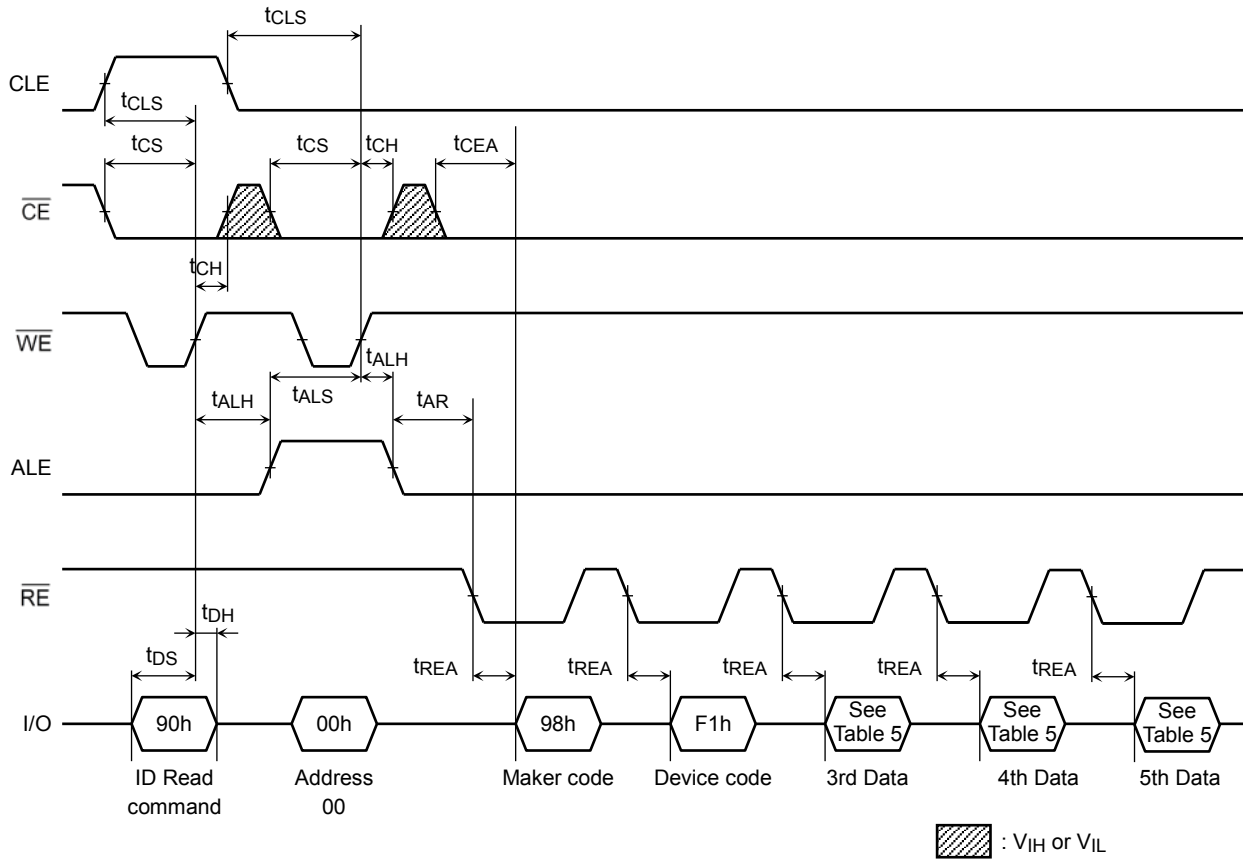 tCLS
CLE
tCLS
tCS tCS tCH tCEA
CE
tCH
WE
tALH
tALH tALS tAR
ALE
RE
tDH
tDS tREA tREA tREA tREA tREA
I/O 90h 00h 98h F1h See Table 5 See Table 5 See Table 5
ID Read command Address 00 Maker code Device code 3rd Data 4th Data 5th Data
: VIH or VIL